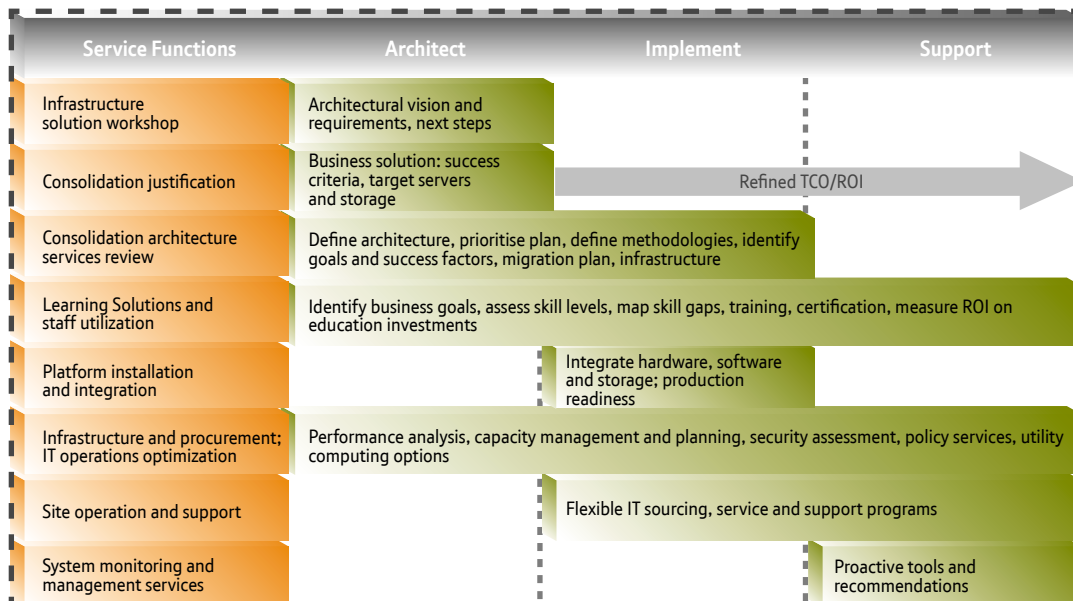 Service Functions
Architect
Implement
Support
Infrastructure
solution workshop
Architectural vision and
requirements, next steps
Consolidation justification
Business solution: success
criteria, target servers
and storage
Refined TCO/ROI
Consolidation architecture
services review
Define architecture, prioritise plan, define methodologies, identify
goals and success factors, migration plan, infrastructure
Learning Solutions and
staff utilization
Identify business goals, assess skill levels, map skill gaps, training, certification, measure ROI on
education investments
Platform installation
and integration
Integrate hardware, software
and storage; production
readiness
Infrastructure and procurement;
IT operations optimization
Performance analysis, capacity management and planning, security assessment, policy services, utility
computing options
Site operation and support
Flexible IT sourcing, service and support programs
System monitoring and
management services
Proactive tools and
recommendations